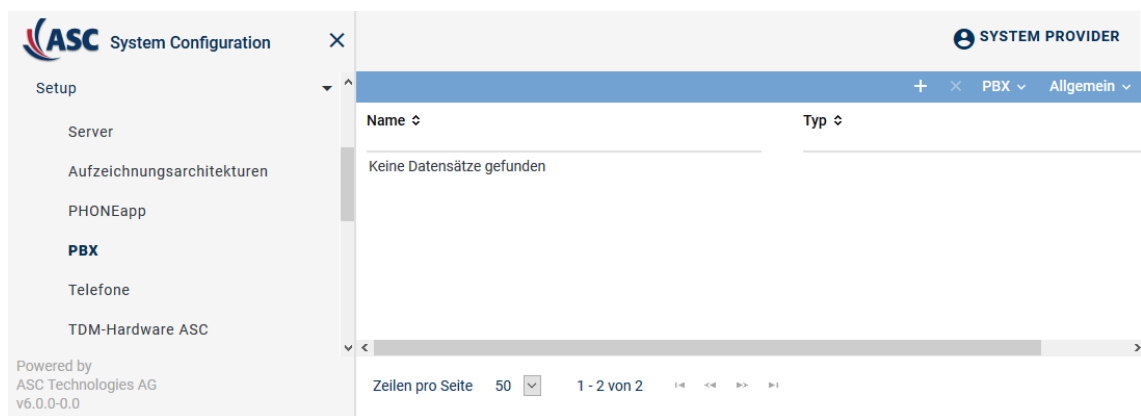 ASC System Configuration
SYSTEM PROVIDER
Setup
Server
Aufzeichnungsarchitekturen
PHONEapp
PBX
Telefone
TDM-Hardware ASC
Powered by
ASC Technologies AG
v6.0.0-0.0
PBX Allgemein
Name Typ
Keine Datensätze gefunden
Zeilen pro Seite 50 1 - 2 von 2